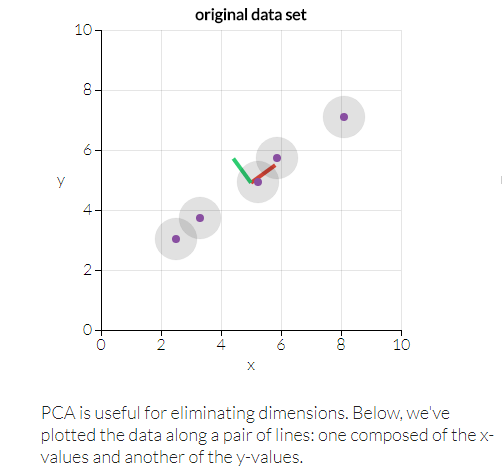 original data set
10
8
6
y
4
2
0
0 2 4 6 8 10
x
PCA is useful for eliminating dimensions. Below, we've
plotted the data along a pair of lines: one composed of the x-
values and another of the y-values.